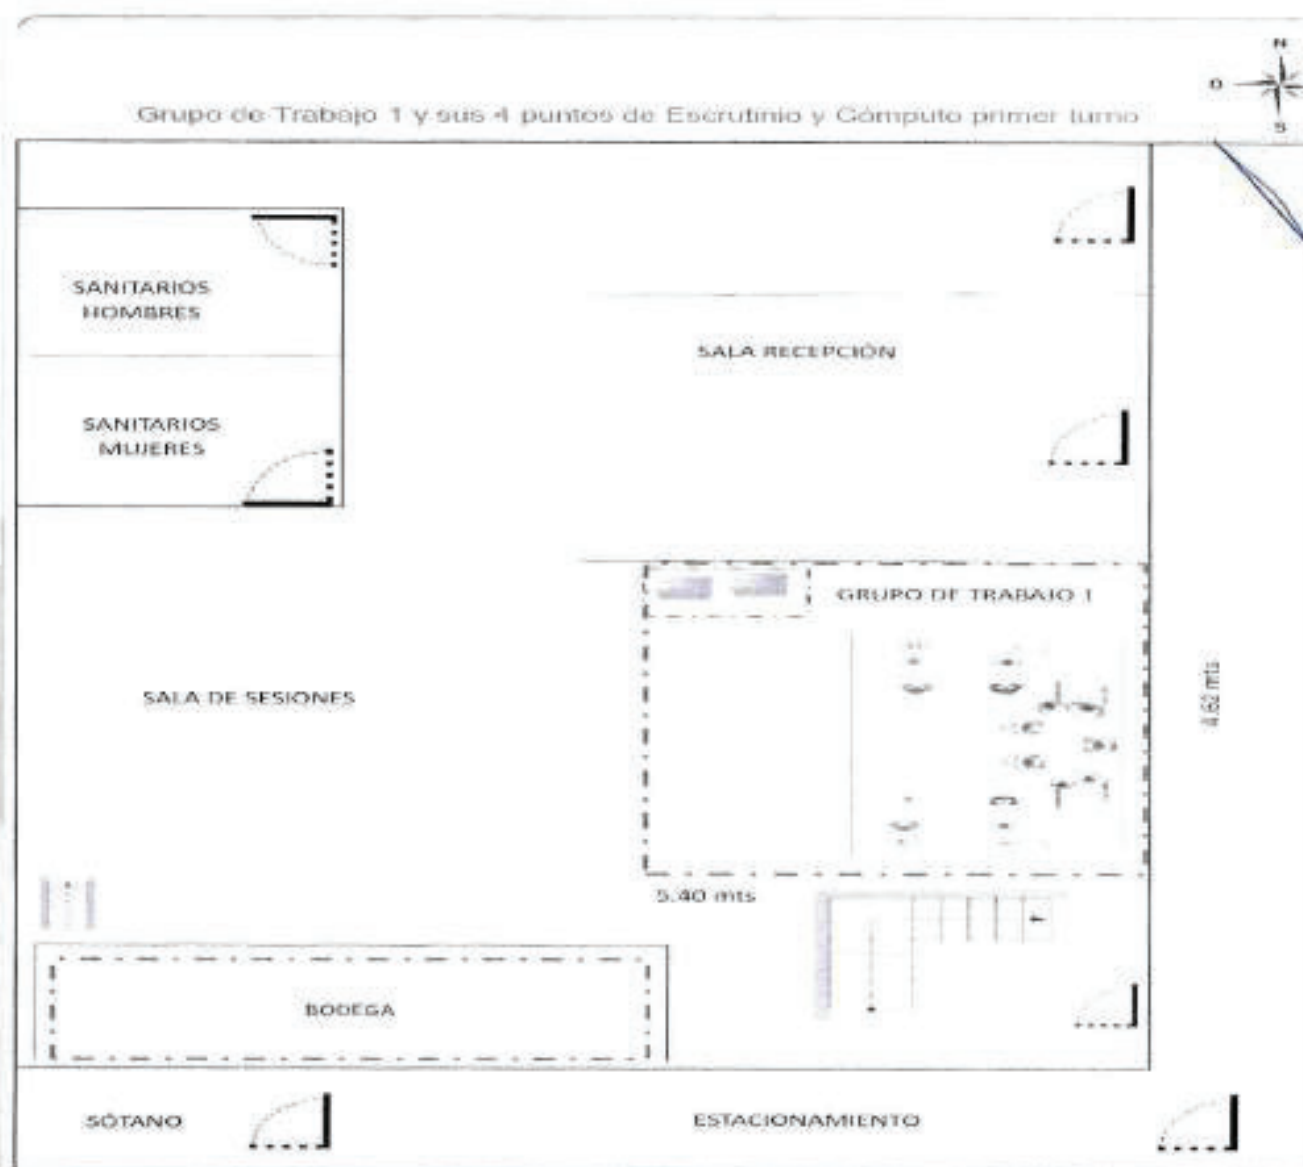 N
O
S
Grupo de Trabajo 1 y sus 4 puntos de Escrutinio y Cómputo primer turno
SANITARIOS
HOMBRES
SALA RECEPCIÓN
SANITARIOS
MUJERES
GRUPO DE TRABAJO 1
SALA DE SESIONES
4.62 mts
5.40 mts
BODEGA
SÓTANO
ESTACIONAMIENTO